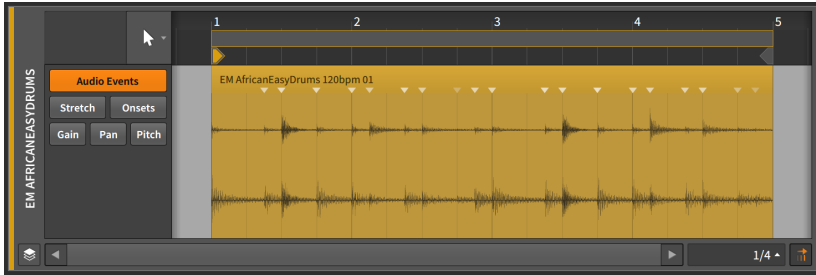 1 2 3 4 5
EM AFRICANEASYDRUMS
Audio Events
EM AfricanEasyDrums 120bpm 01
Stretch Onsets
Gain Pan Pitch
1/4